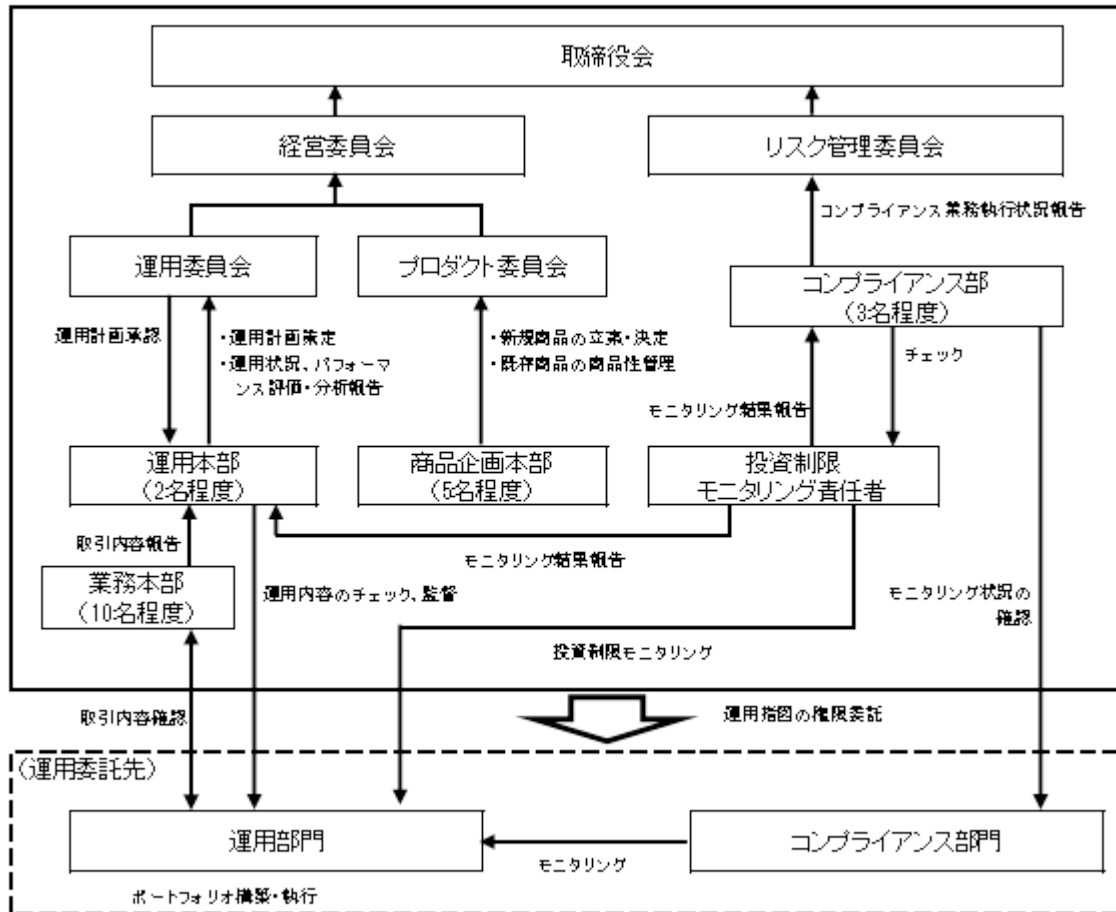 取締役会
経営委員会
リスク管理委員会
コンプライアンス業務執行状況報告
運用委員会
プロダクト委員会
コンプライアンス部
(3名程度)
運用計画承認
・運用計画策定
・運用状況、パフォーマ
ンス評価・分析報告
・新規商品の立案・決定
・既存商品の商品性管理
チェック
モニタリング結果報告
運用本部
(2名程度)
商品企画本部
(5名程度)
投資制限
モニタリング責任者
取引内容報告
モニタリング結果報告
業務本部
(10名程度)
運用内容のチェック、監督
モニタリング状況の
確認
投資制限モニタリング
取引内容確認
運用指図の権限委託
(運用委託先)
運用部門
コンプライアンス部門
モニタリング
ポートフォリオ構築・執行